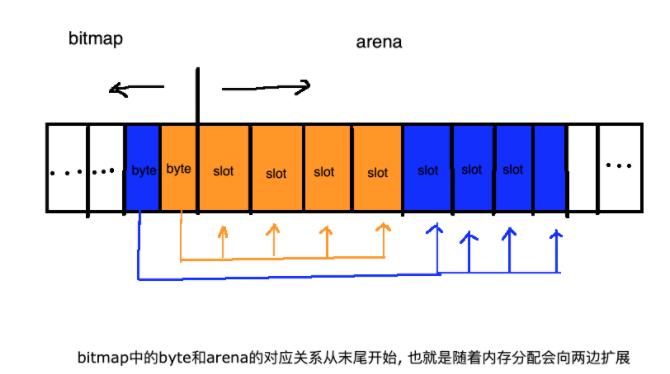 bitmap
arena
byte byte slot slot slot slot slot slot slot
bitmap中的byte和arena的对应关系从末尾开始, 也就是随着内存分配会向两边扩展